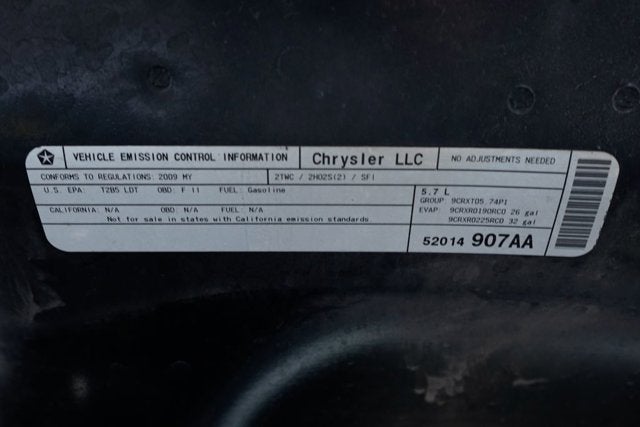 VEHICLE EMISSION CONTROL INFORMATION Chrysler LLC NO ADJUSTMENTS NEEDED
CONFORMS TO REGULATIONS: 2009 MY 2TWC / 2HO2S(2) / SFI
U.S. EPA: T2B5 LDT OBD: F II FUEL: Gasoline
CALIFORNIA: N/A OBD: N/A FUEL: N/A
Not for sale in states with California emission standards.
5.7 L
GROUP: 9CRXT05.74P1
EVAP: 9CRXR0190RC0 26 gal
9CRXR0225RC0 32 gal
52014 907AA